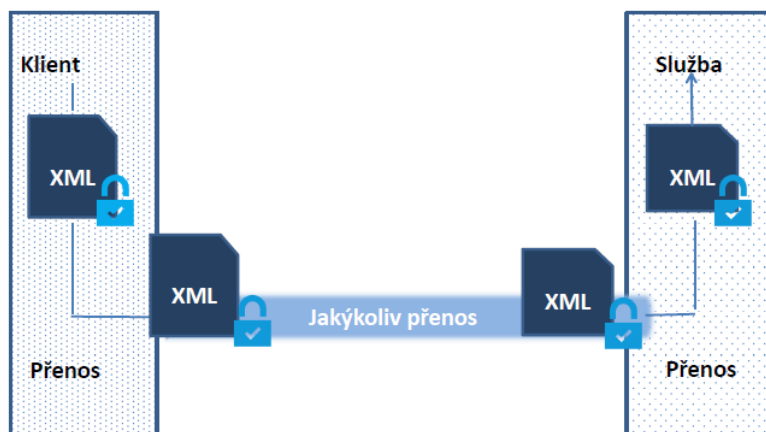 Klient
Služba
XML
XML
XML
XML
Jakýkoliv přenos
Přenos
Přenos